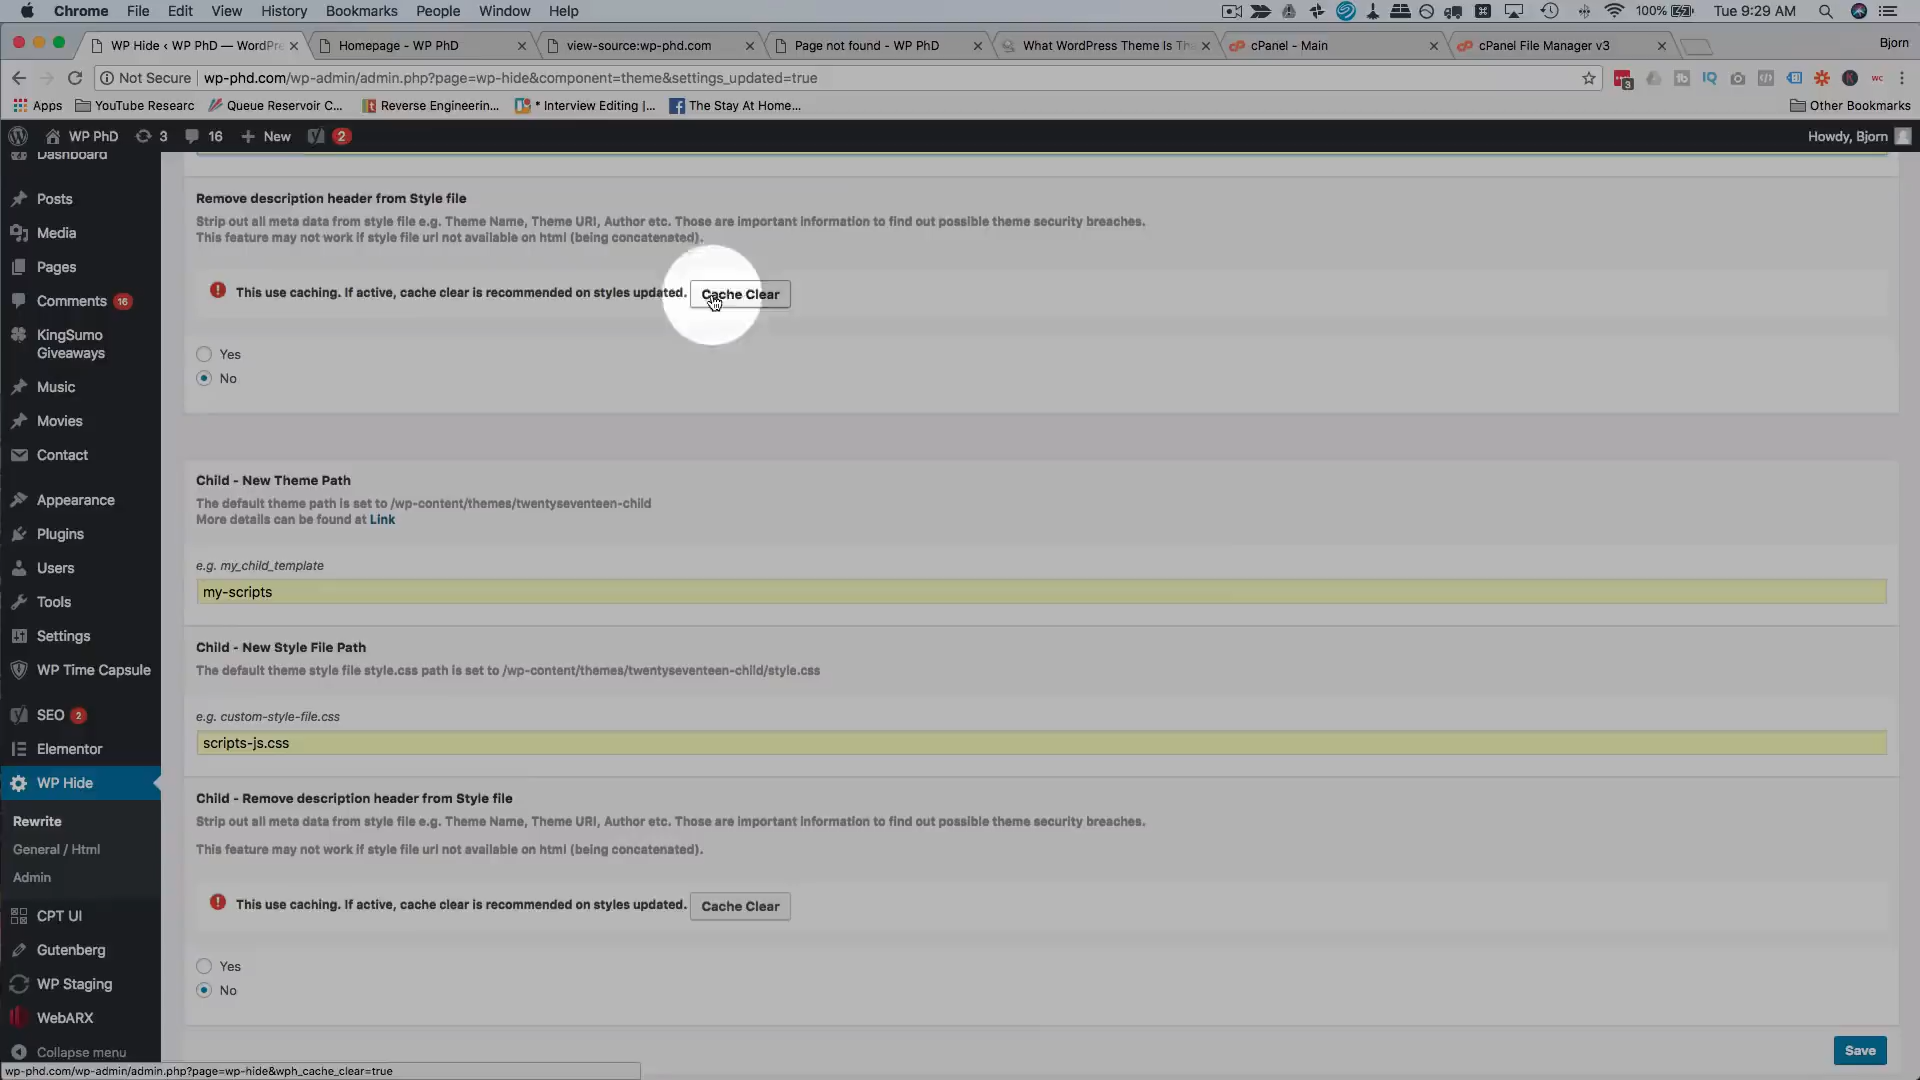 Chrome File Edit View History Bookmarks People Window Help 100% Tue 9:29 AM
WP Hide ‹ WP PhD — WordPre
Homepage - WP PhD
view-source:wp-phd.com
Page not found - WP PhD
What WordPress Theme Is Th
cPanel - Main
cPanel File Manager v3
Bjorn
Not Secure wp-phd.com/wp-admin/admin.php?page=wp-hide&component=theme&settings_updated=true
Apps YouTube Researc Queue Reservoir C... Reverse Engineerin... * Interview Editing |... The Stay At Home... Other Bookmarks
WP PhD 3 16 New 2 Howdy, Bjorn
Dashboard
Posts
Media
Pages
Comments 16
KingSumo
Giveaways
Music
Movies
Contact
Appearance
Plugins
Users
Tools
Settings
WP Time Capsule
SEO 2
Elementor
WP Hide
Rewrite
General / Html
Admin
CPT UI
Gutenberg
WP Staging
WebARX
Collapse menu
Remove description header from Style file
Strip out all meta data from style file e.g. Theme Name, Theme URI, Author etc. Those are important information to find out possible theme security breaches.
This feature may not work if style file url not available on html (being concatenated).
This use caching. If active, cache clear is recommended on styles updated. Cache Clear
Yes
No
Child - New Theme Path
The default theme path is set to /wp-content/themes/twentyseventeen-child
More details can be found at Link
e.g. my_child_template
my-scripts
Child - New Style File Path
The default theme style file style.css path is set to /wp-content/themes/twentyseventeen-child/style.css
e.g. custom-style-file.css
scripts-js.css
Child - Remove description header from Style file
Strip out all meta data from style file e.g. Theme Name, Theme URI, Author etc. Those are important information to find out possible theme security breaches.
This feature may not work if style file url not available on html (being concatenated).
This use caching. If active, cache clear is recommended on styles updated. Cache Clear
Yes
No
Save
wp-phd.com/wp-admin/admin.php?page=wp-hide&wph_cache_clear=true